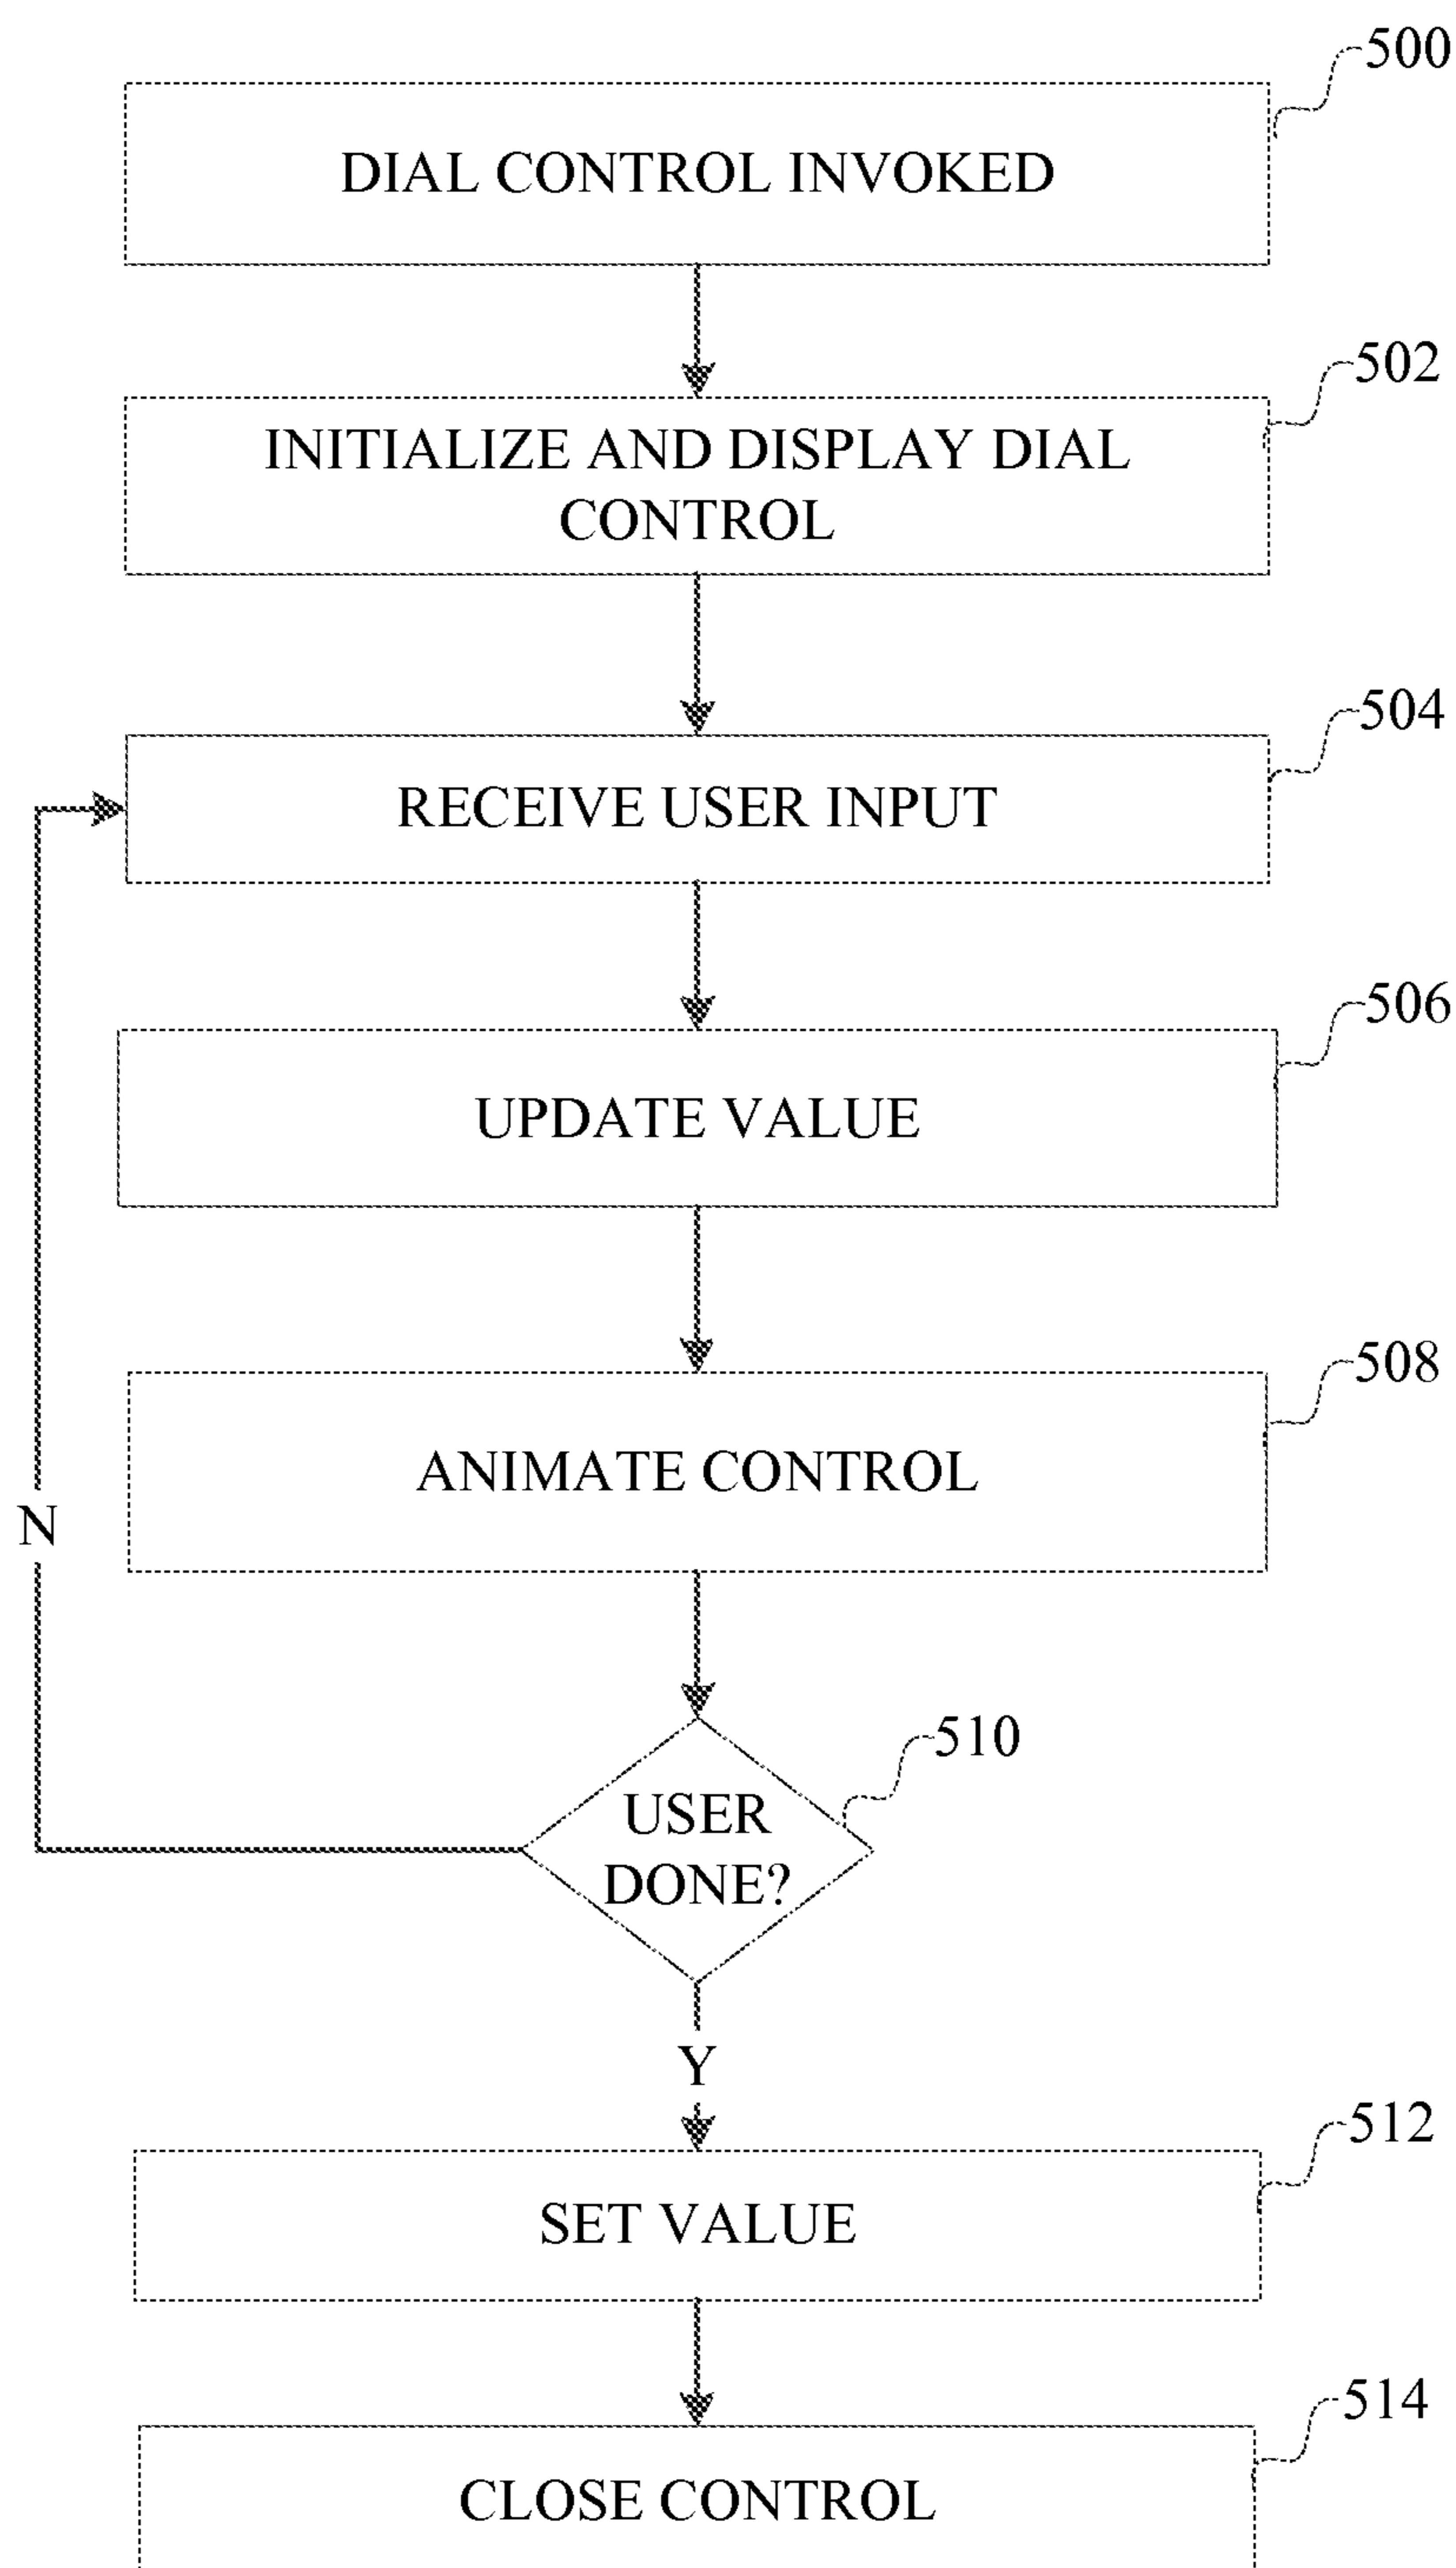 500
DIAL CONTROL INVOKED
502
INITIALIZE AND DISPLAY DIAL
CONTROL
504
RECEIVE USER INPUT
506
UPDATE VALUE
508
ANIMATE CONTROL
N
510
USER
DONE?
Y
512
SET VALUE
514
CLOSE CONTROL